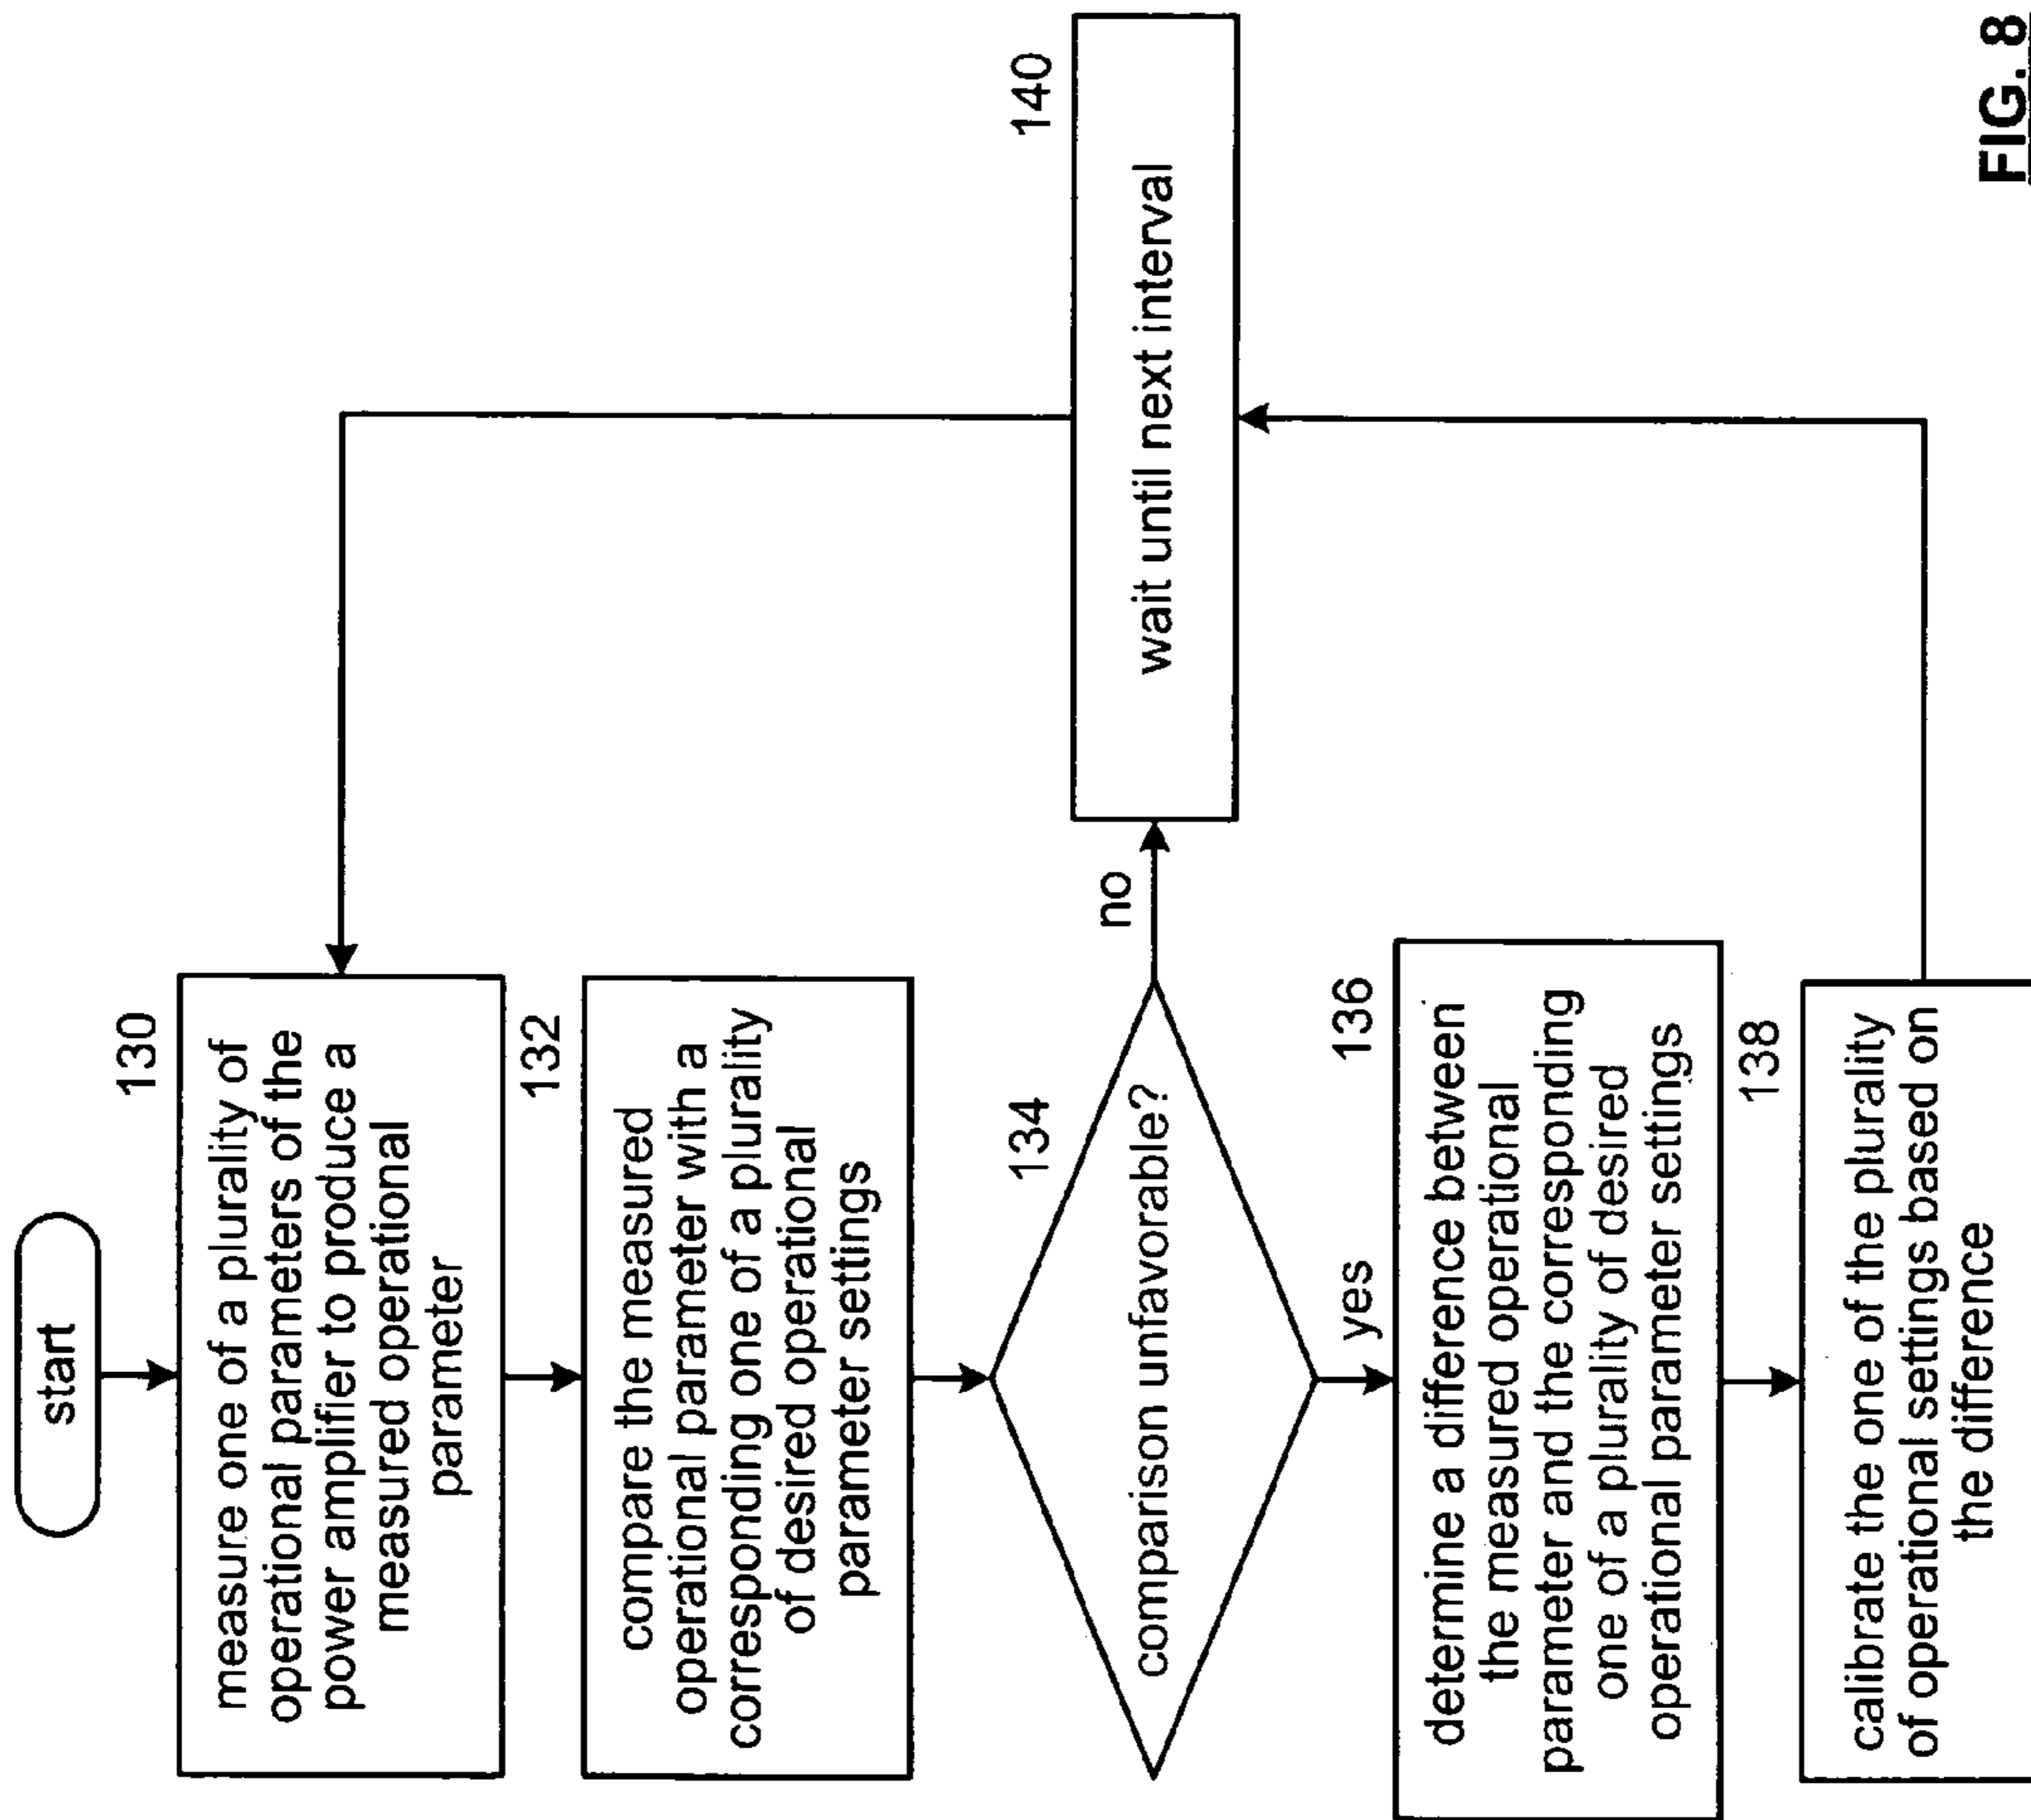 start
130
measure one of a plurality of
operational parameters of the
power amplifier to produce a
measured operational
parameter
132
compare the measured
operational parameter with a
corresponding one of a plurality
of desired operational
parameter settings
134
comparison unfavorable?
no
140
wait until next interval
yes
136
determine a difference between
the measured operational
parameter and the corresponding
one of a plurality of desired
operational parameter settings
138
calibrate the one of the plurality
of operational settings based on
the difference
FIG. 8